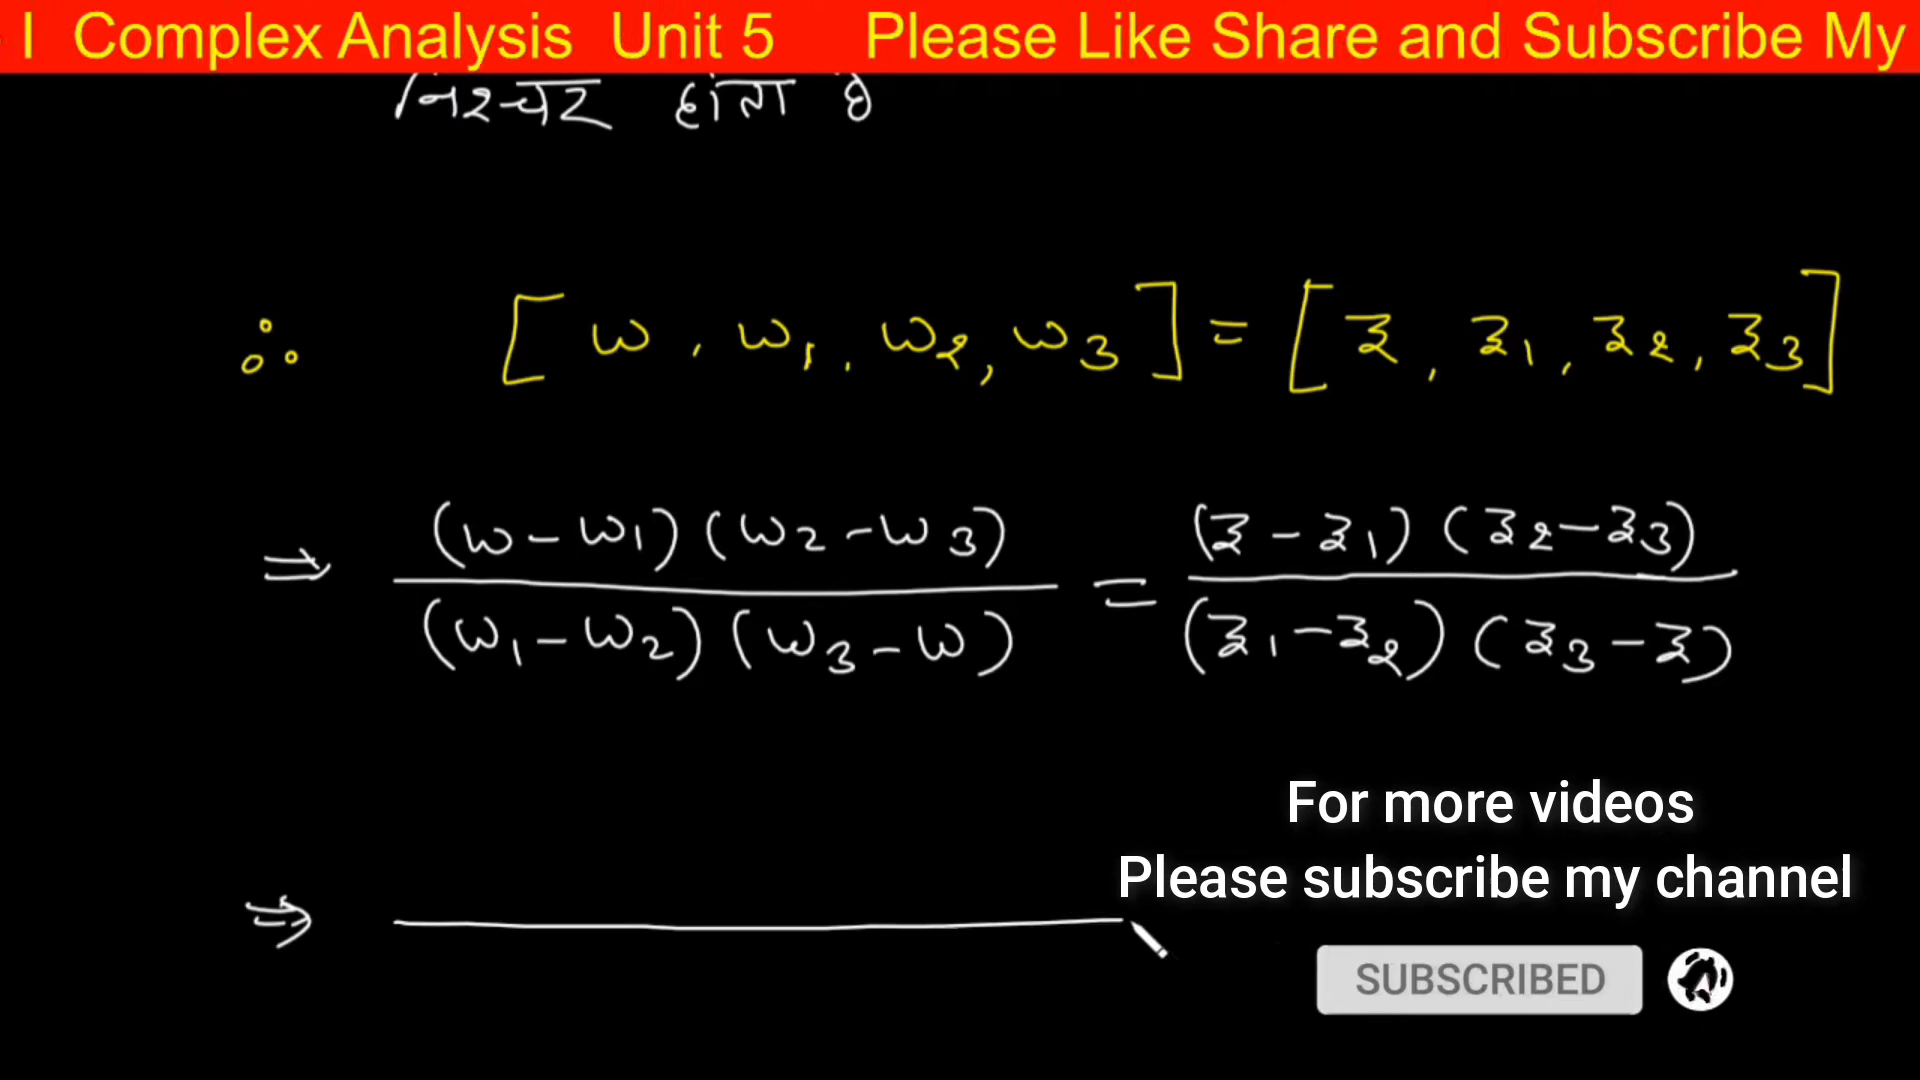 I Complex Analysis Unit 5 Please Like Share and Subscribe My
निश्चर होता है
∴ [w, w₁, w₂, w₃] = [z, z₁, z₂, z₃]
⇒ (w-w₁)(w₂-w₃) / (w₁-w₂)(w₃-w) = (z-z₁)(z₂-z₃) / (z₁-z₂)(z₃-z)
For more videos
Please subscribe my channel
⇒
SUBSCRIBED